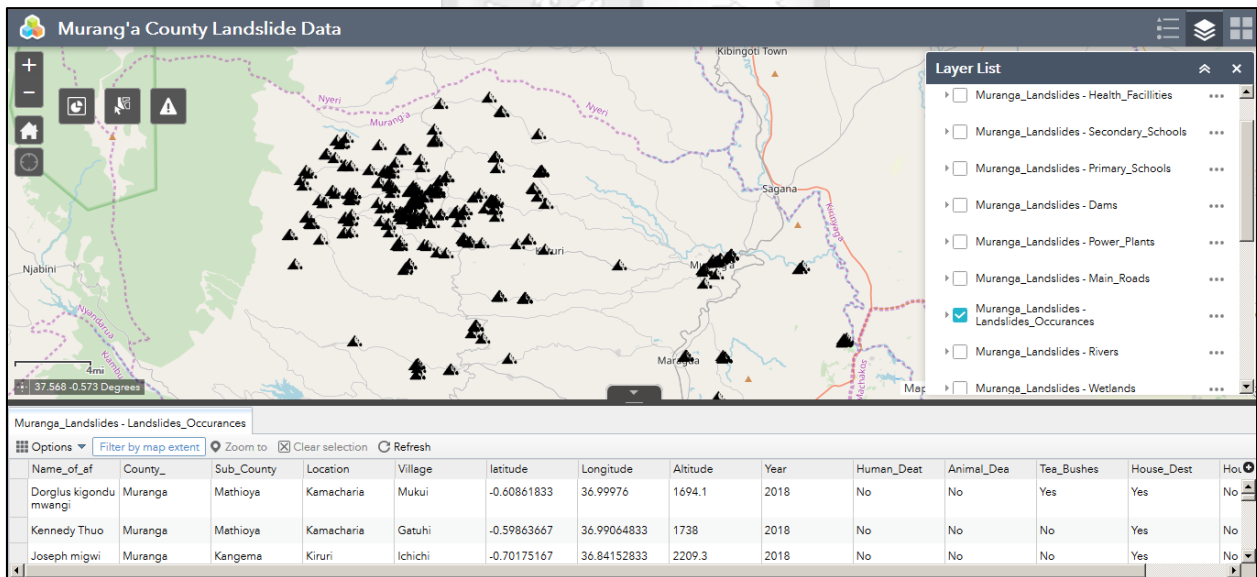 Murang'a County Landslide Data
Kibingoti Town
Nyeri
Murang'a
Nyeri
Sagana
Kirinyaga
Njabini
Nyandarua
Kiruri
Maragua
Machakos
4mi
37.568 -0.573 Degrees
Layer List
Muranga_Landslides - Health_Facillities
Muranga_Landslides - Secondary_Schools
Muranga_Landslides - Primary_Schools
Muranga_Landslides - Dams
Muranga_Landslides - Power_Plants
Muranga_Landslides - Main_Roads
Muranga_Landslides -
Landslides_Occurances
Muranga_Landslides - Rivers
Muranga_Landslides - Wetlands
Muranga_Landslides - Landslides_Occurances
Options Filter by map extent Zoom to Clear selection Refresh
Name_of_af County_ Sub_County Location Village latitude Longitude Altitude Year Human_Deat Animal_Dea Tea_Bushes House_Dest Hou
Dorglus kigondu Muranga Mathioya Kamacharia Mukui -0.60861833 36.99976 1694.1 2018 No No Yes Yes No
mwangi
Kennedy Thuo Muranga Mathioya Kamacharia Gatuhi -0.59863667 36.99064833 1738 2018 No No No Yes No
Joseph migwi Muranga Kangema Kiruri Ichichi -0.70175167 36.84152833 2209.3 2018 No No No Yes No